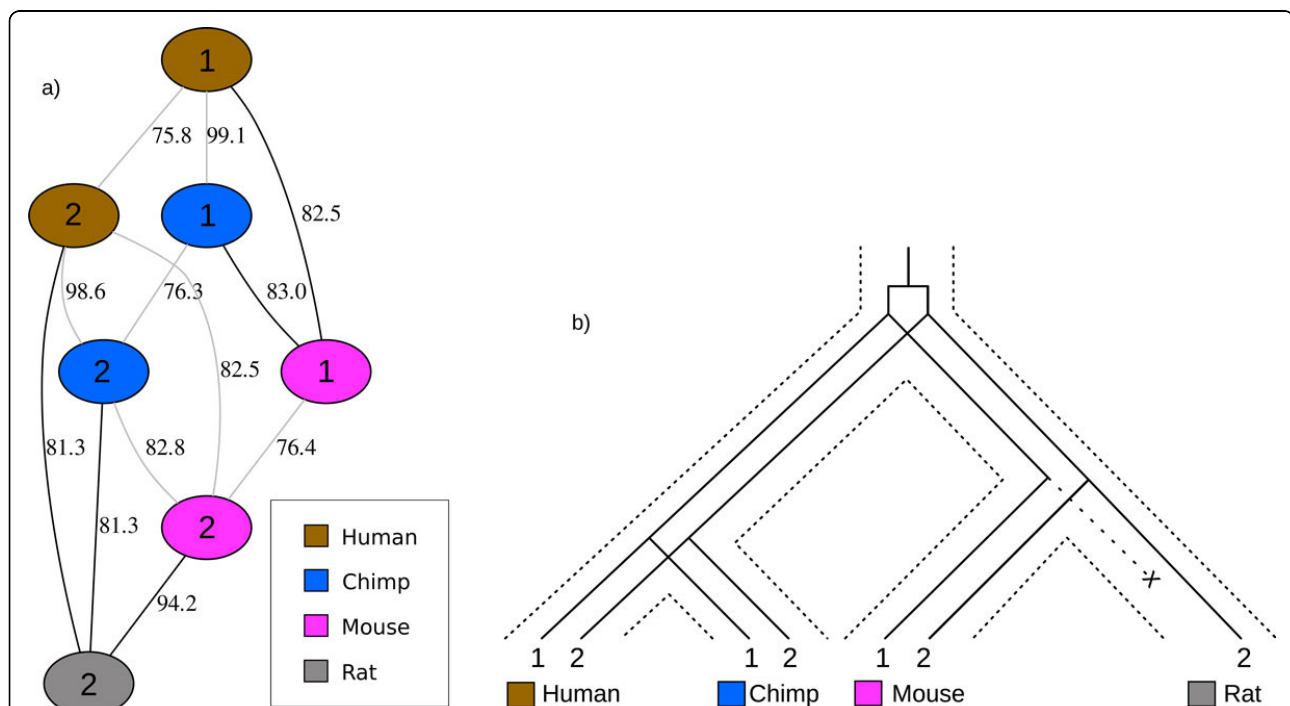 1
a)
75.8 99.1
2 1 82.5
98.6 76.3 83.0
b)
2 82.5 1
81.3 82.8 76.4
81.3 2
94.2
2
Human
Chimp
Mouse
Rat
x
1 2 1 2 1 2 2
Human Chimp Mouse Rat